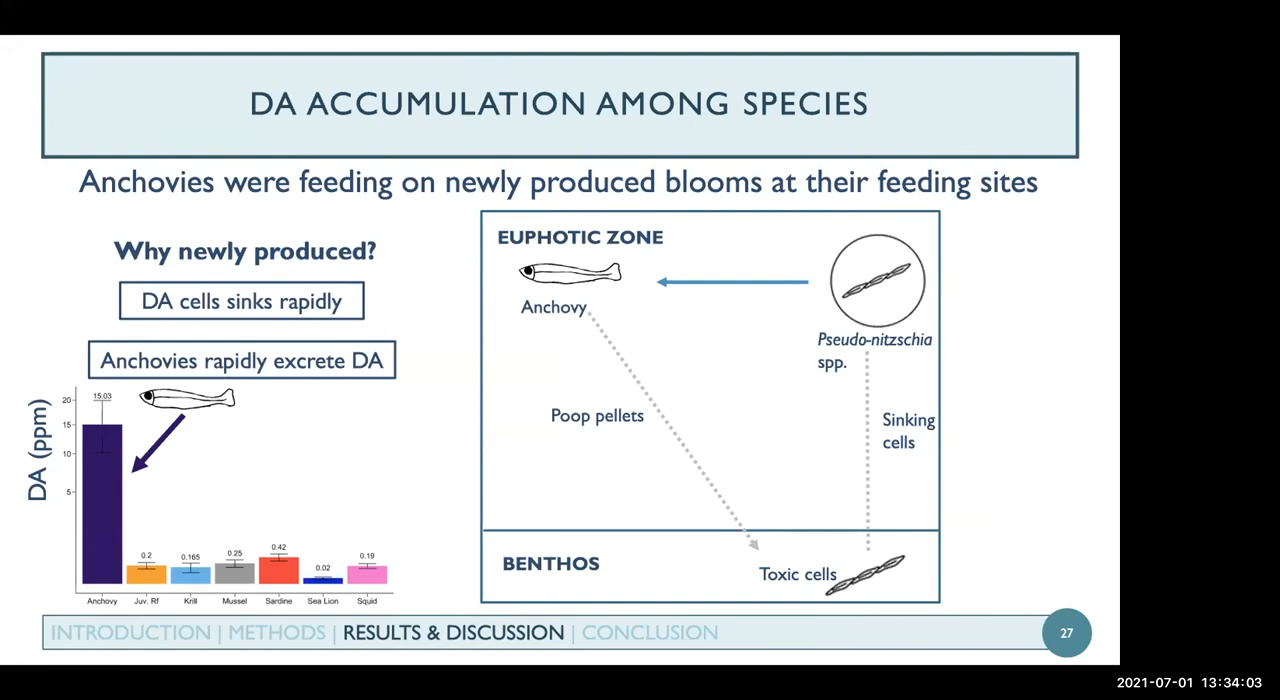 DA ACCUMULATION AMONG SPECIES
Anchovies were feeding on newly produced blooms at their feeding sites
Why newly produced?
DA cells sinks rapidly
Anchovies rapidly excrete DA
DA (ppm)
20
15
10
5
15.03
0.2
0.165
0.25
0.42
0.02
0.19
Anchovy
Juv. Rf
Krill
Mussel
Sardine
Sea Lion
Squid
EUPHOTIC ZONE
Anchovy
Pseudo-nitzschia
spp.
Poop pellets
Sinking
cells
BENTHOS
Toxic cells
INTRODUCTION | METHODS | RESULTS & DISCUSSION | CONCLUSION
27
2021-07-01 13:34:03